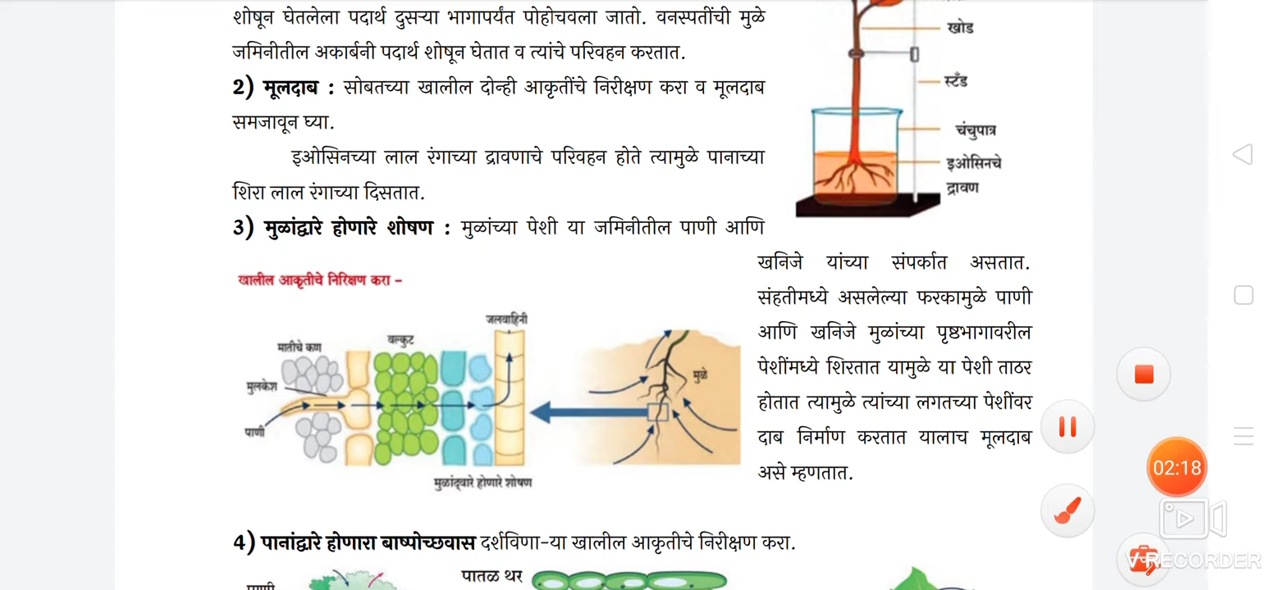 शोषून घेतलेला पदार्थ दुसऱ्या भागापर्यंत पोहोचवला जातो. वनस्पतींची मुळे
जमिनीतील अकार्बनी पदार्थ शोषून घेतात व त्यांचे परिवहन करतात.
खोड
2) मूलदाब : सोबतच्या खालील दोन्ही आकृतींचे निरीक्षण करा व मूलदाब
समजावून घ्या.
स्टँड
चंचुपात्र
इओसिनच्या लाल रंगाच्या द्रावणाचे परिवहन होते त्यामुळे पानाच्या
शिरा लाल रंगाच्या दिसतात.
इओसिनचे
द्रावण
3) मुळांद्वारे होणारे शोषण : मुळांच्या पेशी या जमिनीतील पाणी आणि
खनिजे यांच्या संपर्कात असतात.
संहतीमध्ये असलेल्या फरकामुळे पाणी
आणि खनिजे मुळांच्या पृष्ठभागावरील
पेशींमध्ये शिरतात यामुळे या पेशी ताठर
होतात त्यामुळे त्यांच्या लगतच्या पेशींवर
दाब निर्माण करतात यालाच मूलदाब
असे म्हणतात.
खालील आकृतीचे निरिक्षण करा –
जलवाहिनी
वल्कुट
मातीचे कण
मुलकेश
पाणी
मुळे
मुळांद्वारे होणारे शोषण
4) पानांद्वारे होणारा बाष्पोच्छवास दर्शविणा-या खालील आकृतीचे निरीक्षण करा.
पातळ थर
02:18
V RECORDER